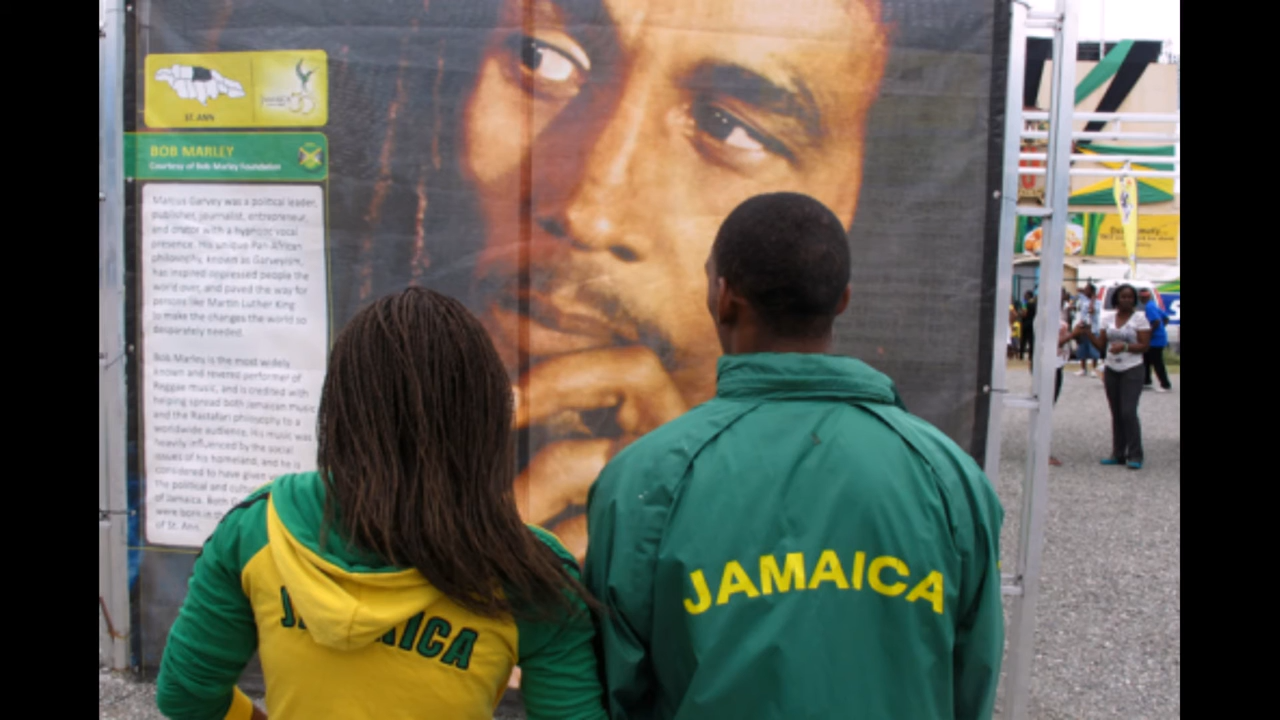 ST. ANN
BOB MARLEY
Courtesy of Bob Marley Foundation
Marcus Garvey was a political leader,
publisher, journalist, entrepreneur,
and orator with a hypnotic vocal
presence. His unique Pan African
philosophy, known as Garveyism,
has inspired oppressed people the
world over, and paved the way for
persons like Martin Luther King
to make the changes the world so
desperately needed.
Bob Marley is the most widely
known and revered performer of
Reggae music, and is credited with
helping spread both Jamaican music
and the Rastafari philosophy to a
worldwide audience. His music was
heavily influenced by the social
issues of his homeland, and he is
considered to have given
the political and
of Jamaica. Both
were born in
of St. Ann.
JAMAICA